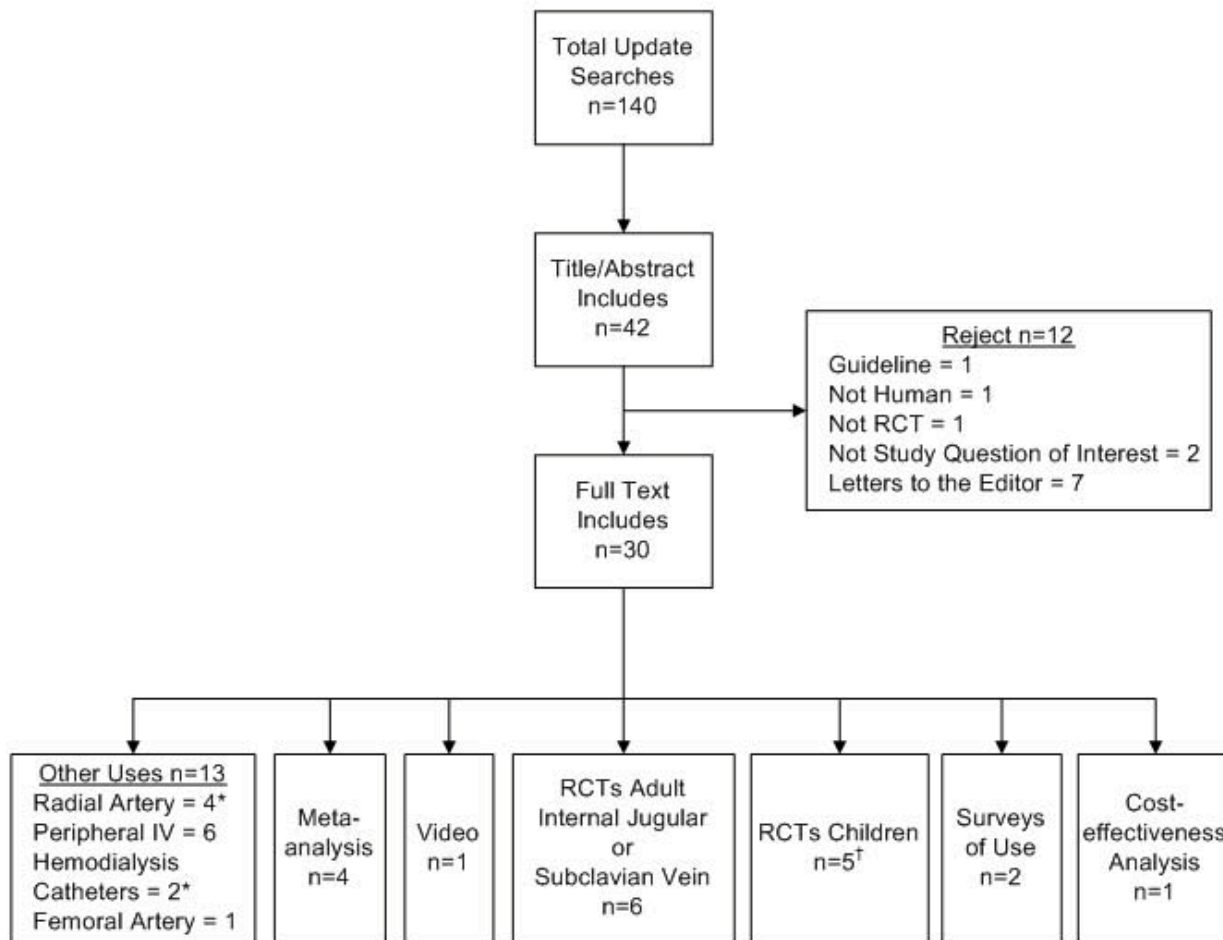 Total Update
Searches
n=140
Title/Abstract
Includes
n=42
Reject n=12
Guideline = 1
Not Human = 1
Not RCT = 1
Not Study Question of Interest = 2
Letters to the Editor = 7
Full Text
Includes
n=30
Other Uses n=13
Radial Artery = 4*
Peripheral IV = 6
Hemodialysis
Catheters = 2*
Femoral Artery = 1
Meta-
analysis
n=4
Video
n=1
RCTs Adult
Internal Jugular
or
Subclavian Vein
n=6
RCTs Children
n=5†
Surveys
of Use
n=2
Cost-
effectiveness
Analysis
n=1